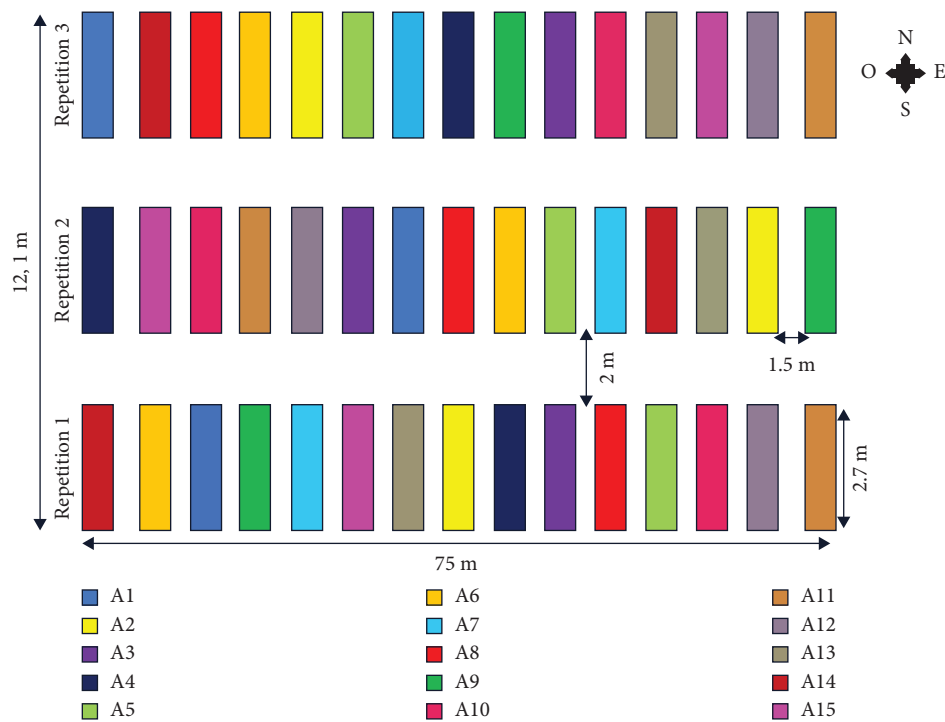 Repetition 3
N
O
E
S
12, 1 m
Repetition 2
2 m
1.5 m
Repetition 1
2.7 m
75 m
A1
A2
A3
A4
A5
A6
A7
A8
A9
A10
A11
A12
A13
A14
A15